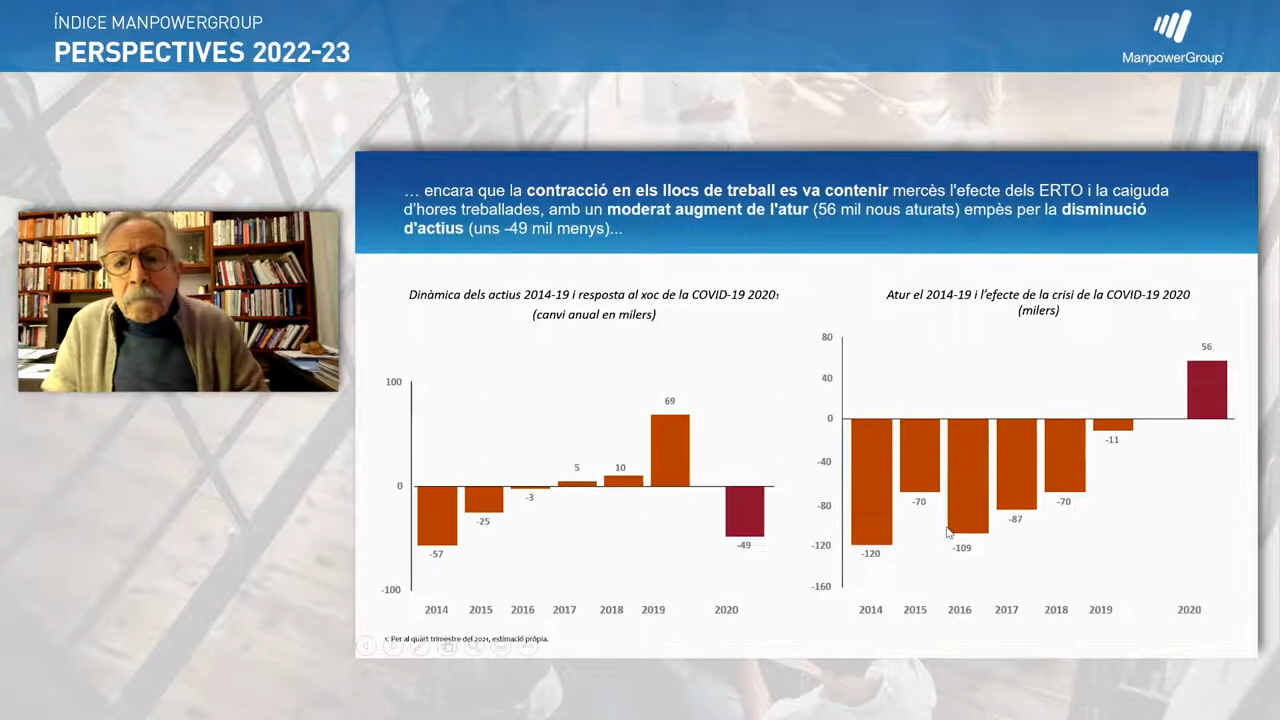 ÍNDICE MANPOWERGROUP
PERSPECTIVES 2022-23
ManpowerGroup
… encara que la contracció en els llocs de treball es va contenir mercès l'efecte dels ERTO i la caiguda
d'hores treballades, amb un moderat augment de l'atur (56 mil nous aturats) empès per la disminució
d'actius (uns -49 mil menys)...
Dinàmica dels actius 2014-19 i resposta al xoc de la COVID-19 2020₁
(canvi anual en milers)
100
0
-100
-57
-25
-3
5
10
69
-49
2014 2015 2016 2017 2018 2019 2020
Atur el 2014-19 i l'efecte de la crisi de la COVID-19 2020
(milers)
80
40
0
-40
-80
-120
-160
-120
-70
-109
-87
-70
-11
56
2014 2015 2016 2017 2018 2019 2020
1. Per al quart trimestre del 2021, estimació pròpia.